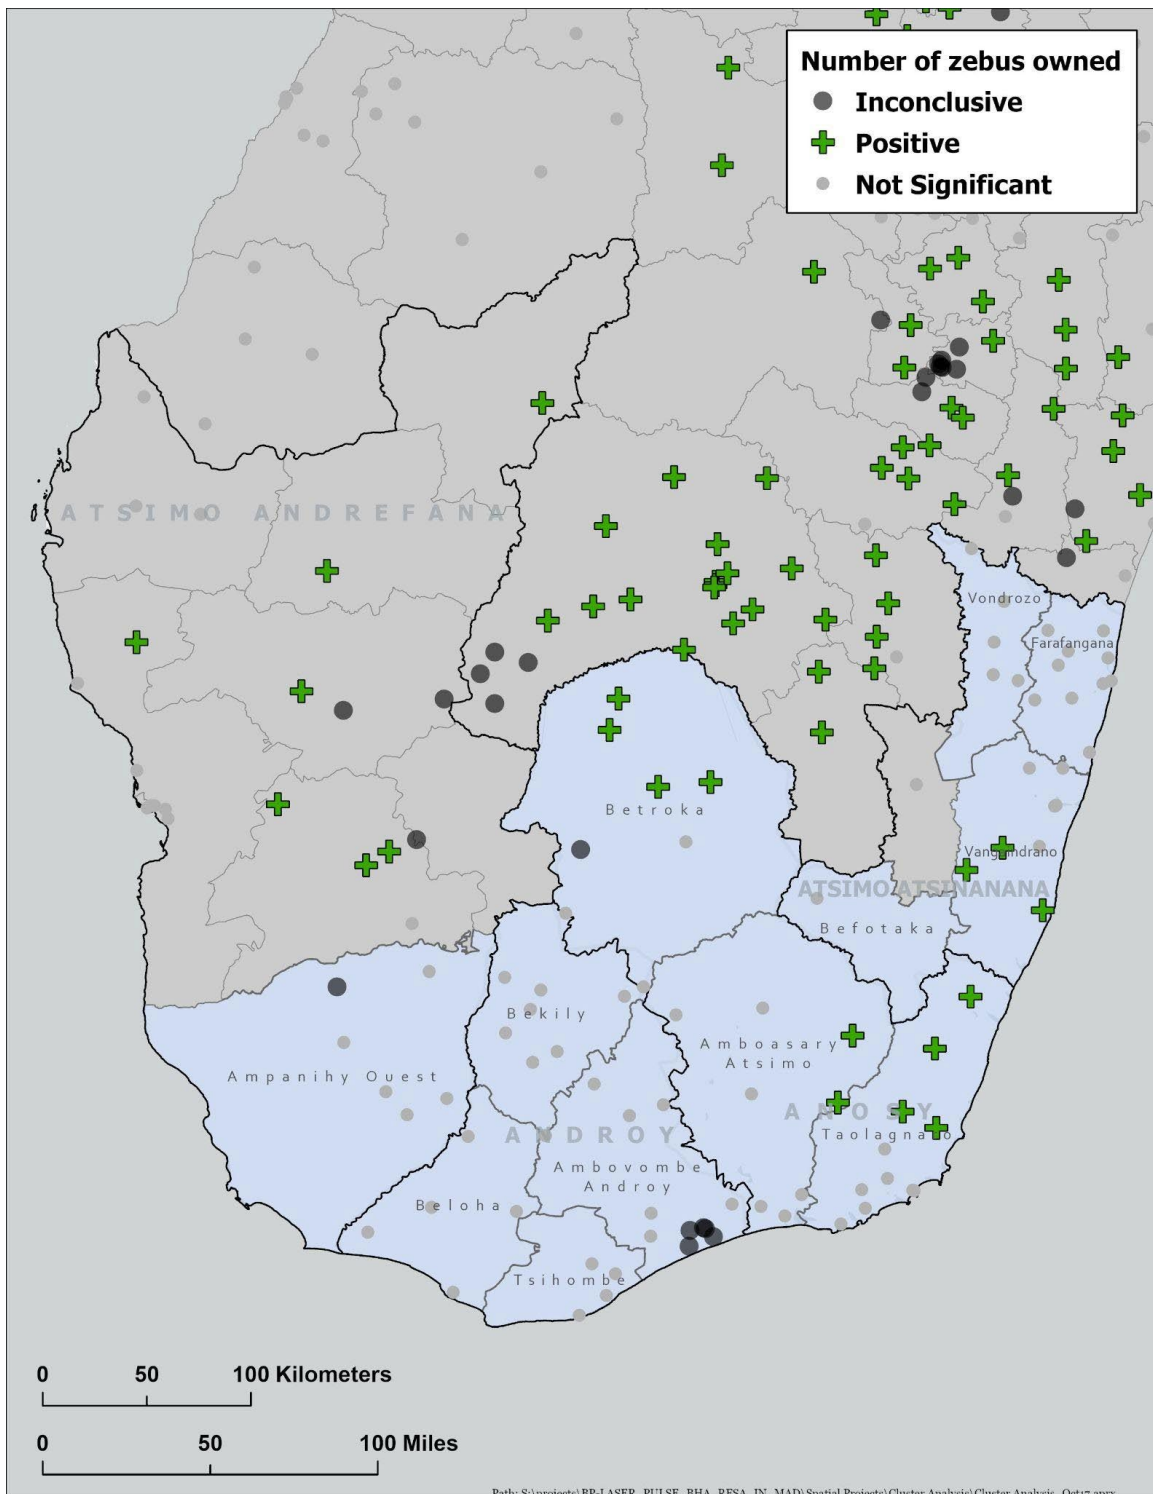 Number of zebus owned
Inconclusive
Positive
Not Significant
ATSIMO ANDREFANA
Vondrozo
Farafangana
Betroka
Vangaindrano
ATSIMO ATSINANANA
Befotaka
Bekily
Amboasary
Atsimo
Ampanihy Ouest
ANOSY
Taolagnaro
ANDROY
Ambovombe
Androy
Beloha
Tsihombe
0 50 100 Kilometers
0 50 100 Miles